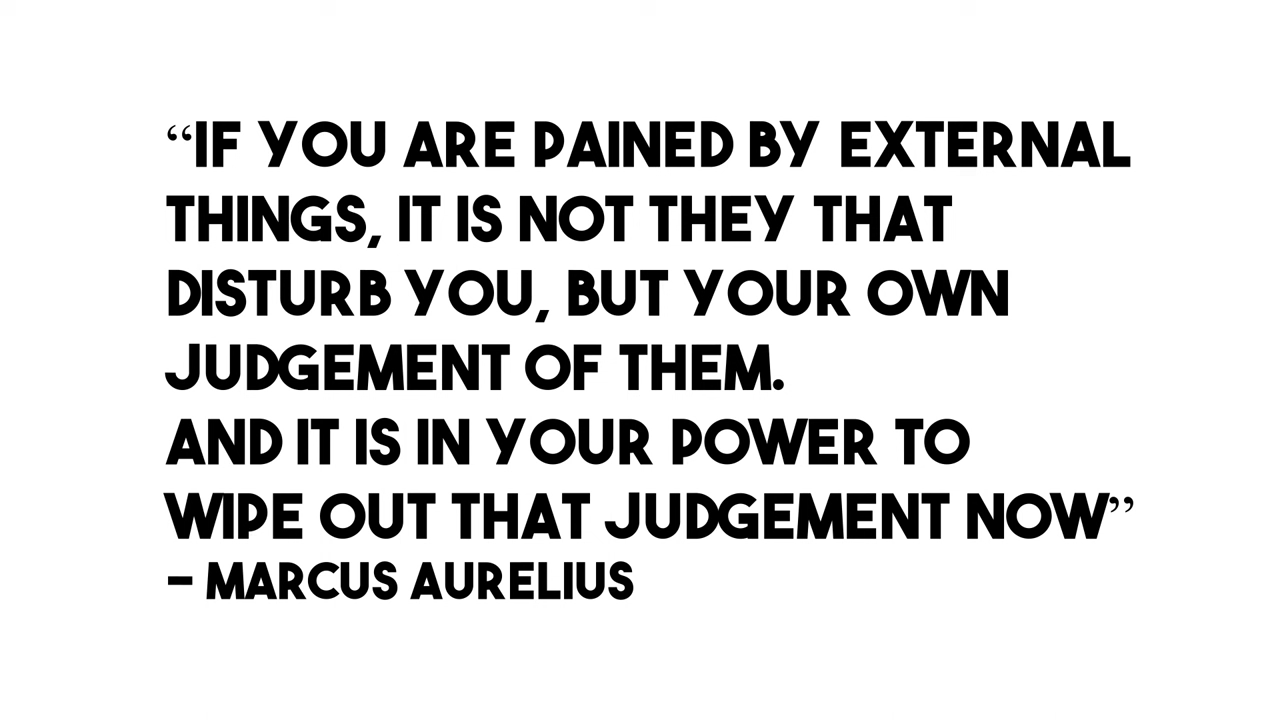 “IF YOU ARE PAINED BY EXTERNAL
THINGS, IT IS NOT THEY THAT
DISTURB YOU, BUT YOUR OWN
JUDGEMENT OF THEM.
AND IT IS IN YOUR POWER TO
WIPE OUT THAT JUDGEMENT NOW”
– MARCUS AURELIUS